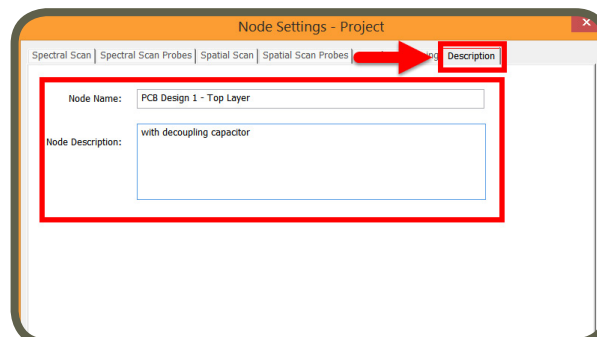 Node Settings - Project
Spectral Scan Spectral Scan Probes Spatial Scan Spatial Scan Probes Description
Node Name: PCB Design 1 - Top Layer
Node Description: with decoupling capacitor